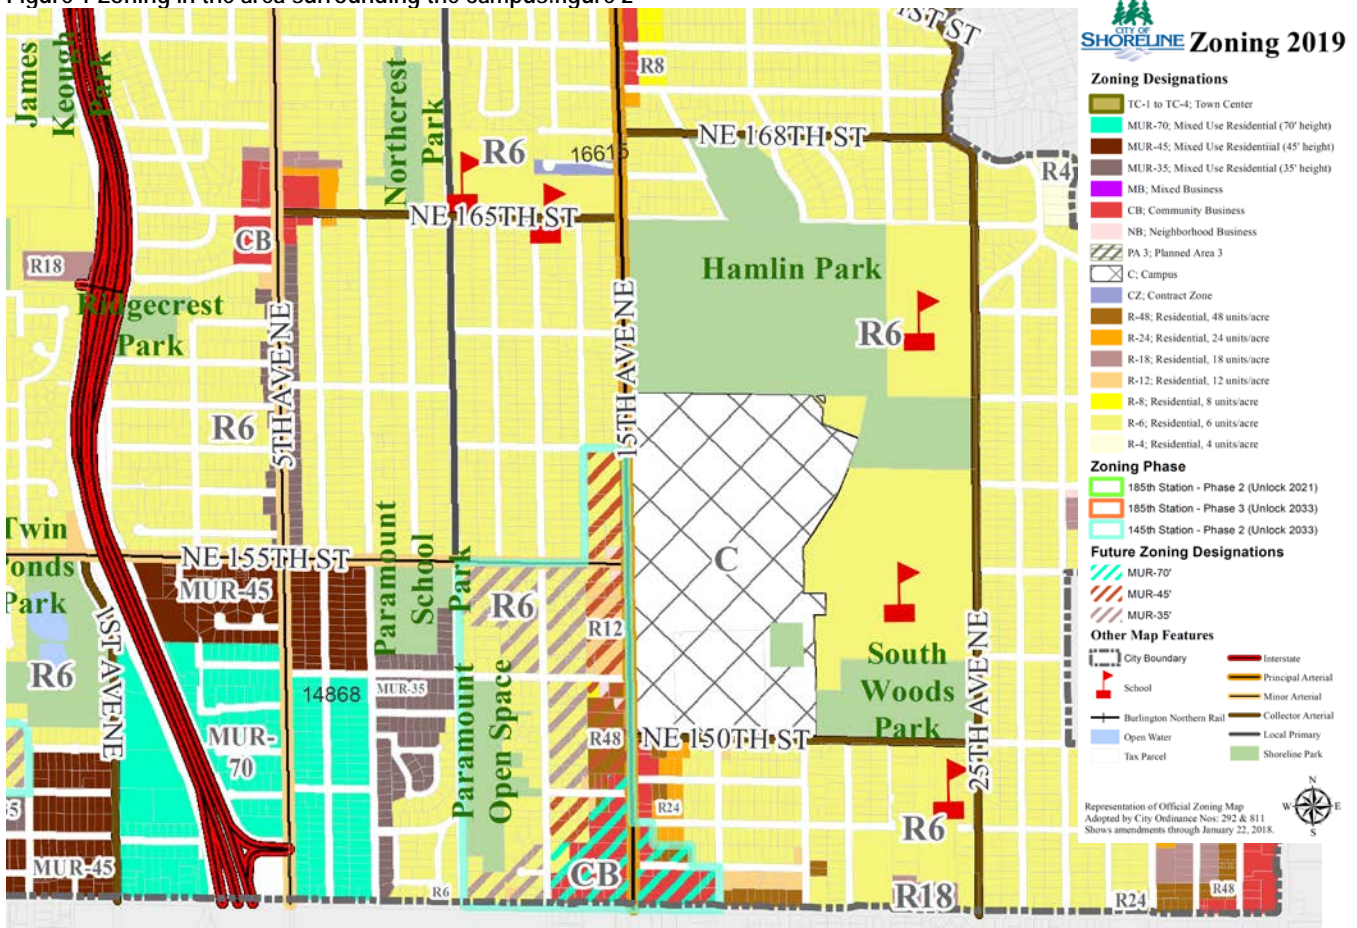 Figure 1 Zoning in the area surrounding the campusfigure 2
1ST ST
James
Keough
Park
Northcrest
Park
R8
NE 168TH ST
R6
16615
R4
NE 165TH ST
CB
R18
Hamlin Park
Ridgecrest
Park
R6
5TH AVE NE
15TH AVE NE
R6
Twin
Ponds
Park
NE 155TH ST
MUR-45
Paramount
School
Park
R6
R12
C
1ST AVE NE
R6
14868
MUR-35
South
Woods
Park
25TH AVE NE
MUR-
70
Paramount
Open Space
R48
NE 150TH ST
R24
R6
35
MUR-45
CB
R6
R18
R24
R48
CITY OF
SHORELINE
Zoning 2019
Zoning Designations
TC-1 to TC-4; Town Center
MUR-70; Mixed Use Residential (70' height)
MUR-45; Mixed Use Residentiial (45' height)
MUR-35; Mixed Use Residential (35' height)
MB; Mixed Business
CB; Community Business
NB; Neighborhood Business
PA 3; Planned Area 3
C; Campus
CZ; Contract Zone
R-48; Residential, 48 units/acre
R-24; Residential, 24 units/acre
R-18; Residential, 18 units/acre
R-12; Residential, 12 units/acre
R-8; Residential, 8 units/acre
R-6; Residential, 6 units/acre
R-4; Residential, 4 units/acre
Zoning Phase
185th Station - Phase 2 (Unlock 2021)
185th Station - Phase 3 (Unlock 2033)
145th Station - Phase 2 (Unlock 2033)
Future Zoning Designations
MUR-70'
MUR-45'
MUR-35'
Other Map Features
City Boundary
School
Burlington Northern Rail
Open Water
Tax Parcel
Interstate
Principal Arterial
Minor Arterial
Collector Arterial
Local Primary
Shoreline Park
Representation of Official Zoning Map
Adopted by City Ordinance Nos: 292 & 811
Shows amendments through January 22, 2018.
N
W E
S